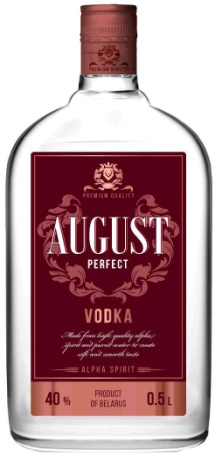 PREMIUM QUALITY
AUGUST
PERFECT
VODKA
Made from high quality alpha
spirit and pured water to create
soft and smooth taste
ALPHA SPIRIT
40 %
PRODUCT
OF BELARUS
0.5 L